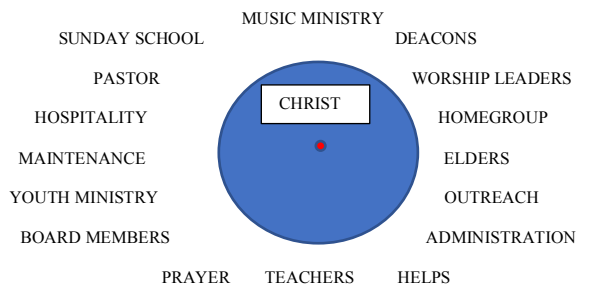 MUSIC MINISTRY
SUNDAY SCHOOL DEACONS
PASTOR WORSHIP LEADERS
CHRIST
HOSPITALITY HOMEGROUP
MAINTENANCE ELDERS
YOUTH MINISTRY OUTREACH
BOARD MEMBERS ADMINISTRATION
PRAYER TEACHERS HELPS